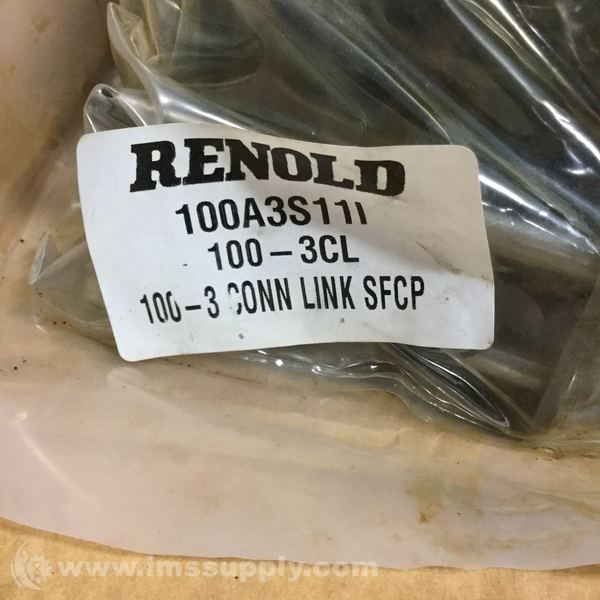 RENOLD
100A3S111
100-3CL
100-3 CONN LINK SFCP
www.imssupply.com